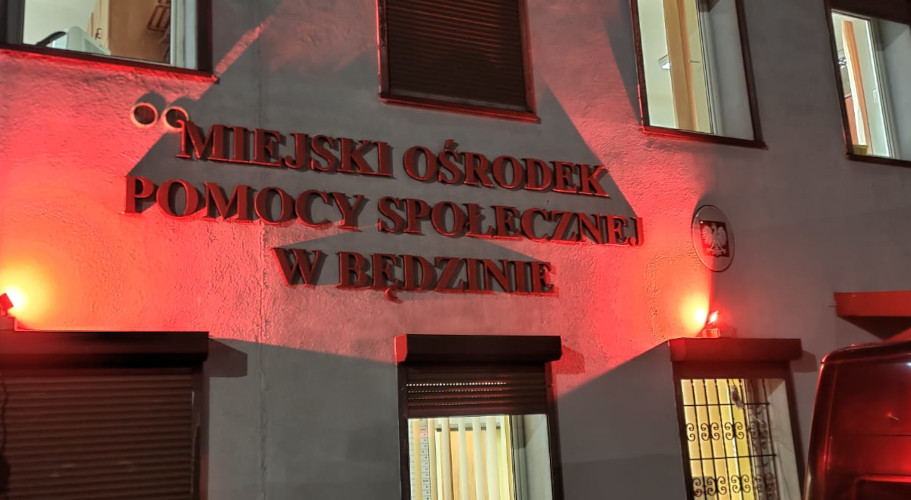 MIEJSKI OŚRODEK
POMOCY SPOŁECZNEJ
W BĘDZINIE